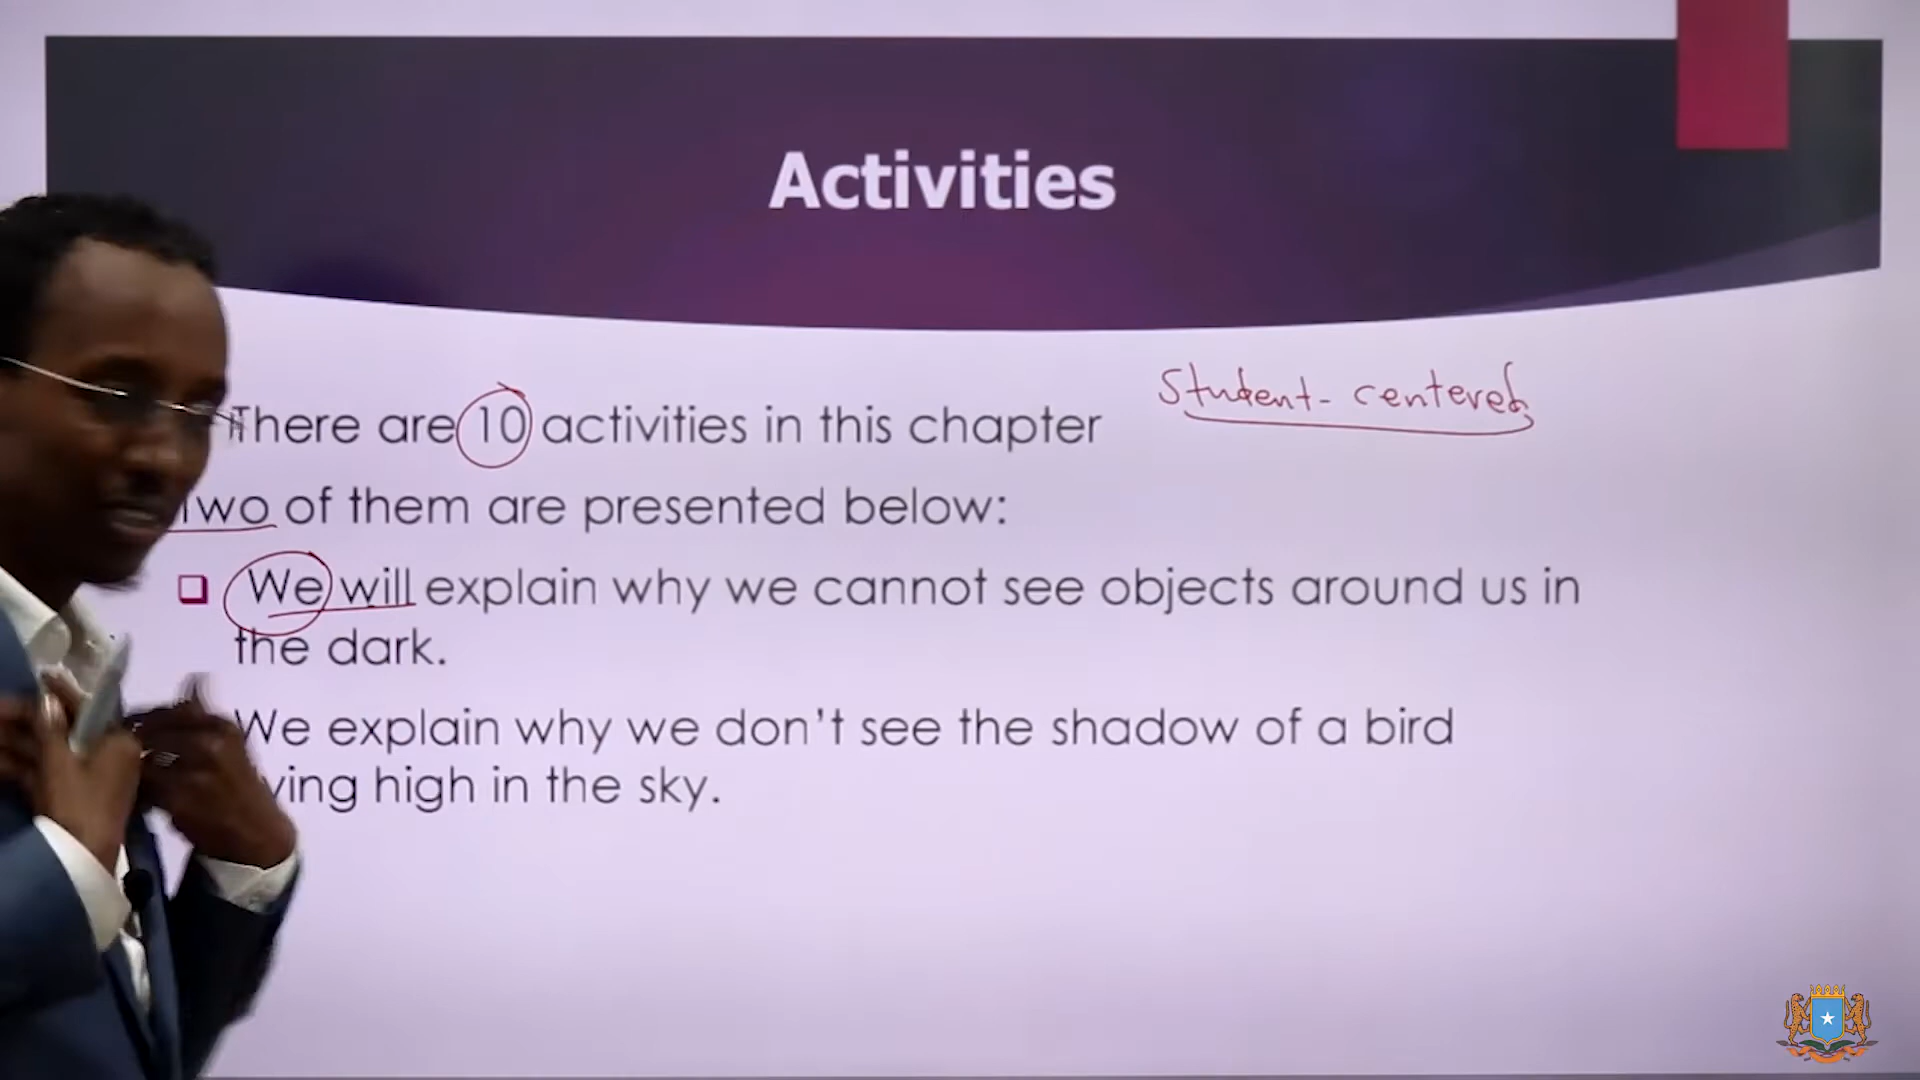 Activities
Student-centered
There are 10 activities in this chapter
Two of them are presented below:
We will explain why we cannot see objects around us in
the dark.
We explain why we don't see the shadow of a bird
high in the sky.